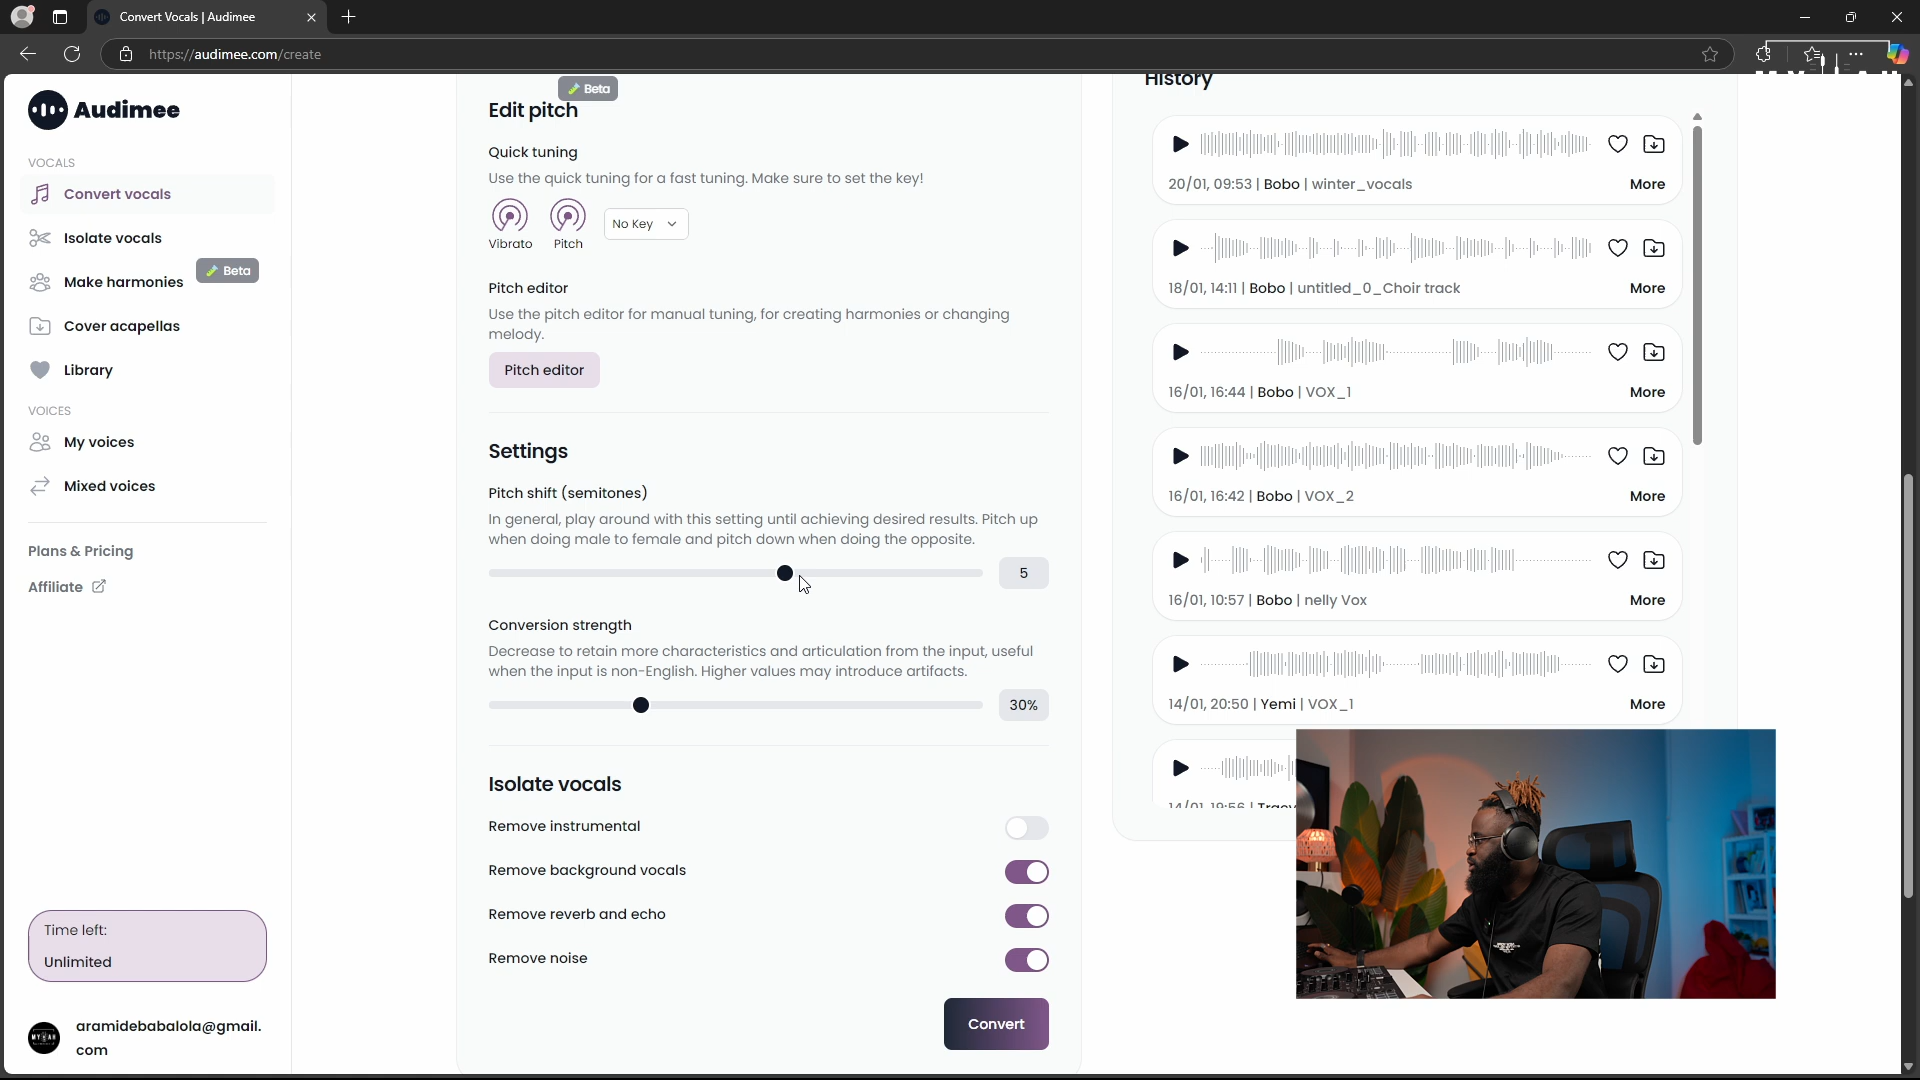 Convert Vocals | Audimee
https://audimee.com/create
Audimee
VOCALS
Convert vocals
Isolate vocals
Make harmonies
Beta
Cover acapellas
Library
VOICES
My voices
Mixed voices
Plans & Pricing
Affiliate
Time left:
Unlimited
aramidebabalola@gmail.
com
Beta
Edit pitch
Quick tuning
Use the quick tuning for a fast tuning. Make sure to set the key!
Vibrato
Pitch
No Key
Pitch editor
Use the pitch editor for manual tuning, for creating harmonies or changing
melody.
Pitch editor
Settings
Pitch shift (semitones)
In general, play around with this setting until achieving desired results. Pitch up
when doing male to female and pitch down when doing the opposite.
5
Conversion strength
Decrease to retain more characteristics and articulation from the input, useful
when the input is non-English. Higher values may introduce artifacts.
30%
Isolate vocals
Remove instrumental
Remove background vocals
Remove reverb and echo
Remove noise
Convert
History
20/01, 09:53 | Bobo | winter_vocals
More
18/01, 14:11 | Bobo | untitled_0_Choir track
More
16/01, 16:44 | Bobo | VOX_1
More
16/01, 16:42 | Bobo | VOX_2
More
16/01, 10:57 | Bobo | nelly Vox
More
14/01, 20:50 | Yemi | VOX_1
More
14/01, 19:56 | Tracy